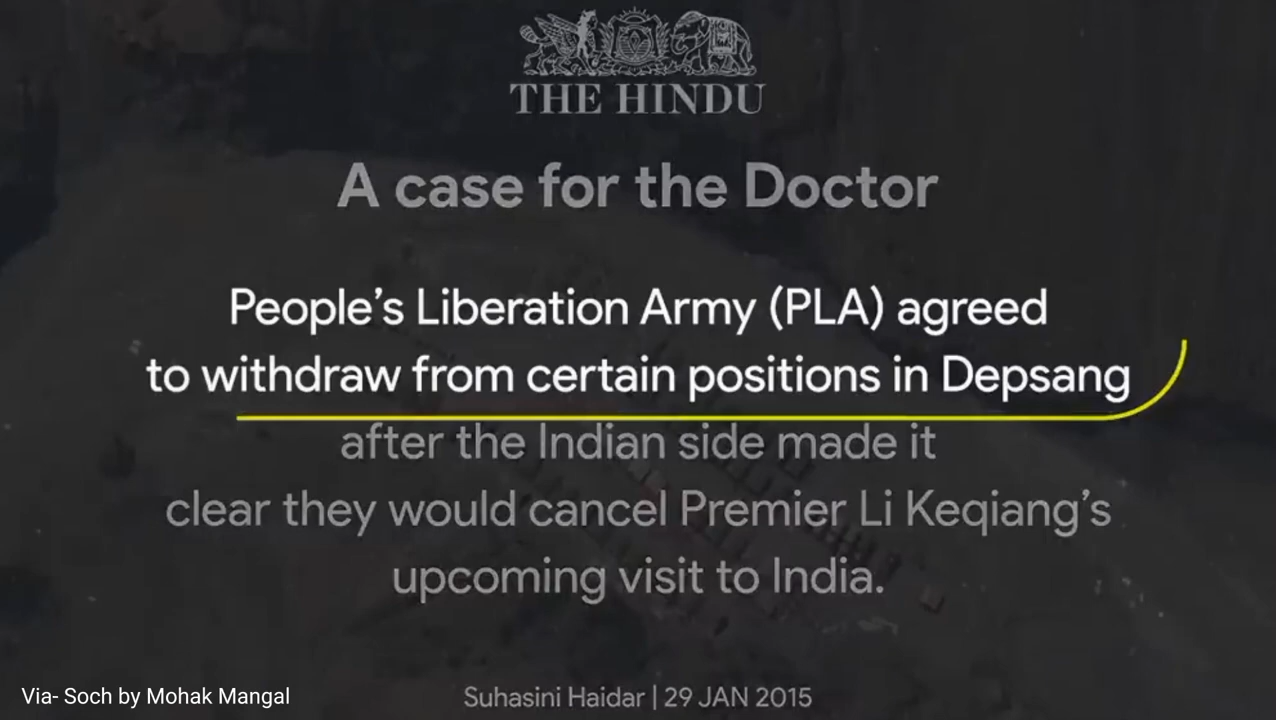 THE HINDU
A case for the Doctor
People's Liberation Army (PLA) agreed
to withdraw from certain positions in Depsang
after the Indian side made it
clear they would cancel Premier Li Keqiang's
upcoming visit to India.
Via- Soch by Mohak Mangal
Suhasini Haidar | 29 JAN 2015